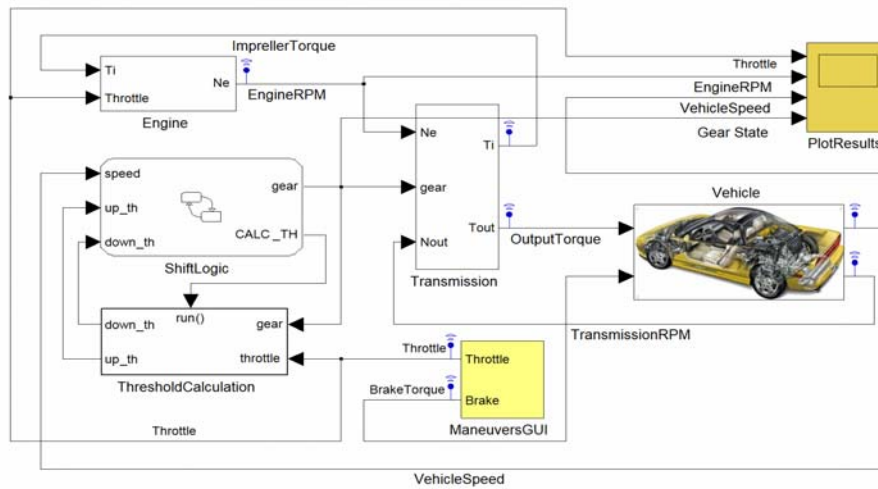 ImprellerTorque
Ti
Throttle
Ne
EngineRPM
Engine
Throttle
EngineRPM
VehicleSpeed
Gear State
PlotResults
Ne
gear
Nout
Ti
Tout
Transmission
speed
up_th
down_th
gear
CALC_TH
ShiftLogic
OutputTorque
Vehicle
TransmissionRPM
run()
down_th
up_th
gear
throttle
ThresholdCalculation
Throttle
BrakeTorque
Throttle
Brake
ManeuversGUI
Throttle
VehicleSpeed